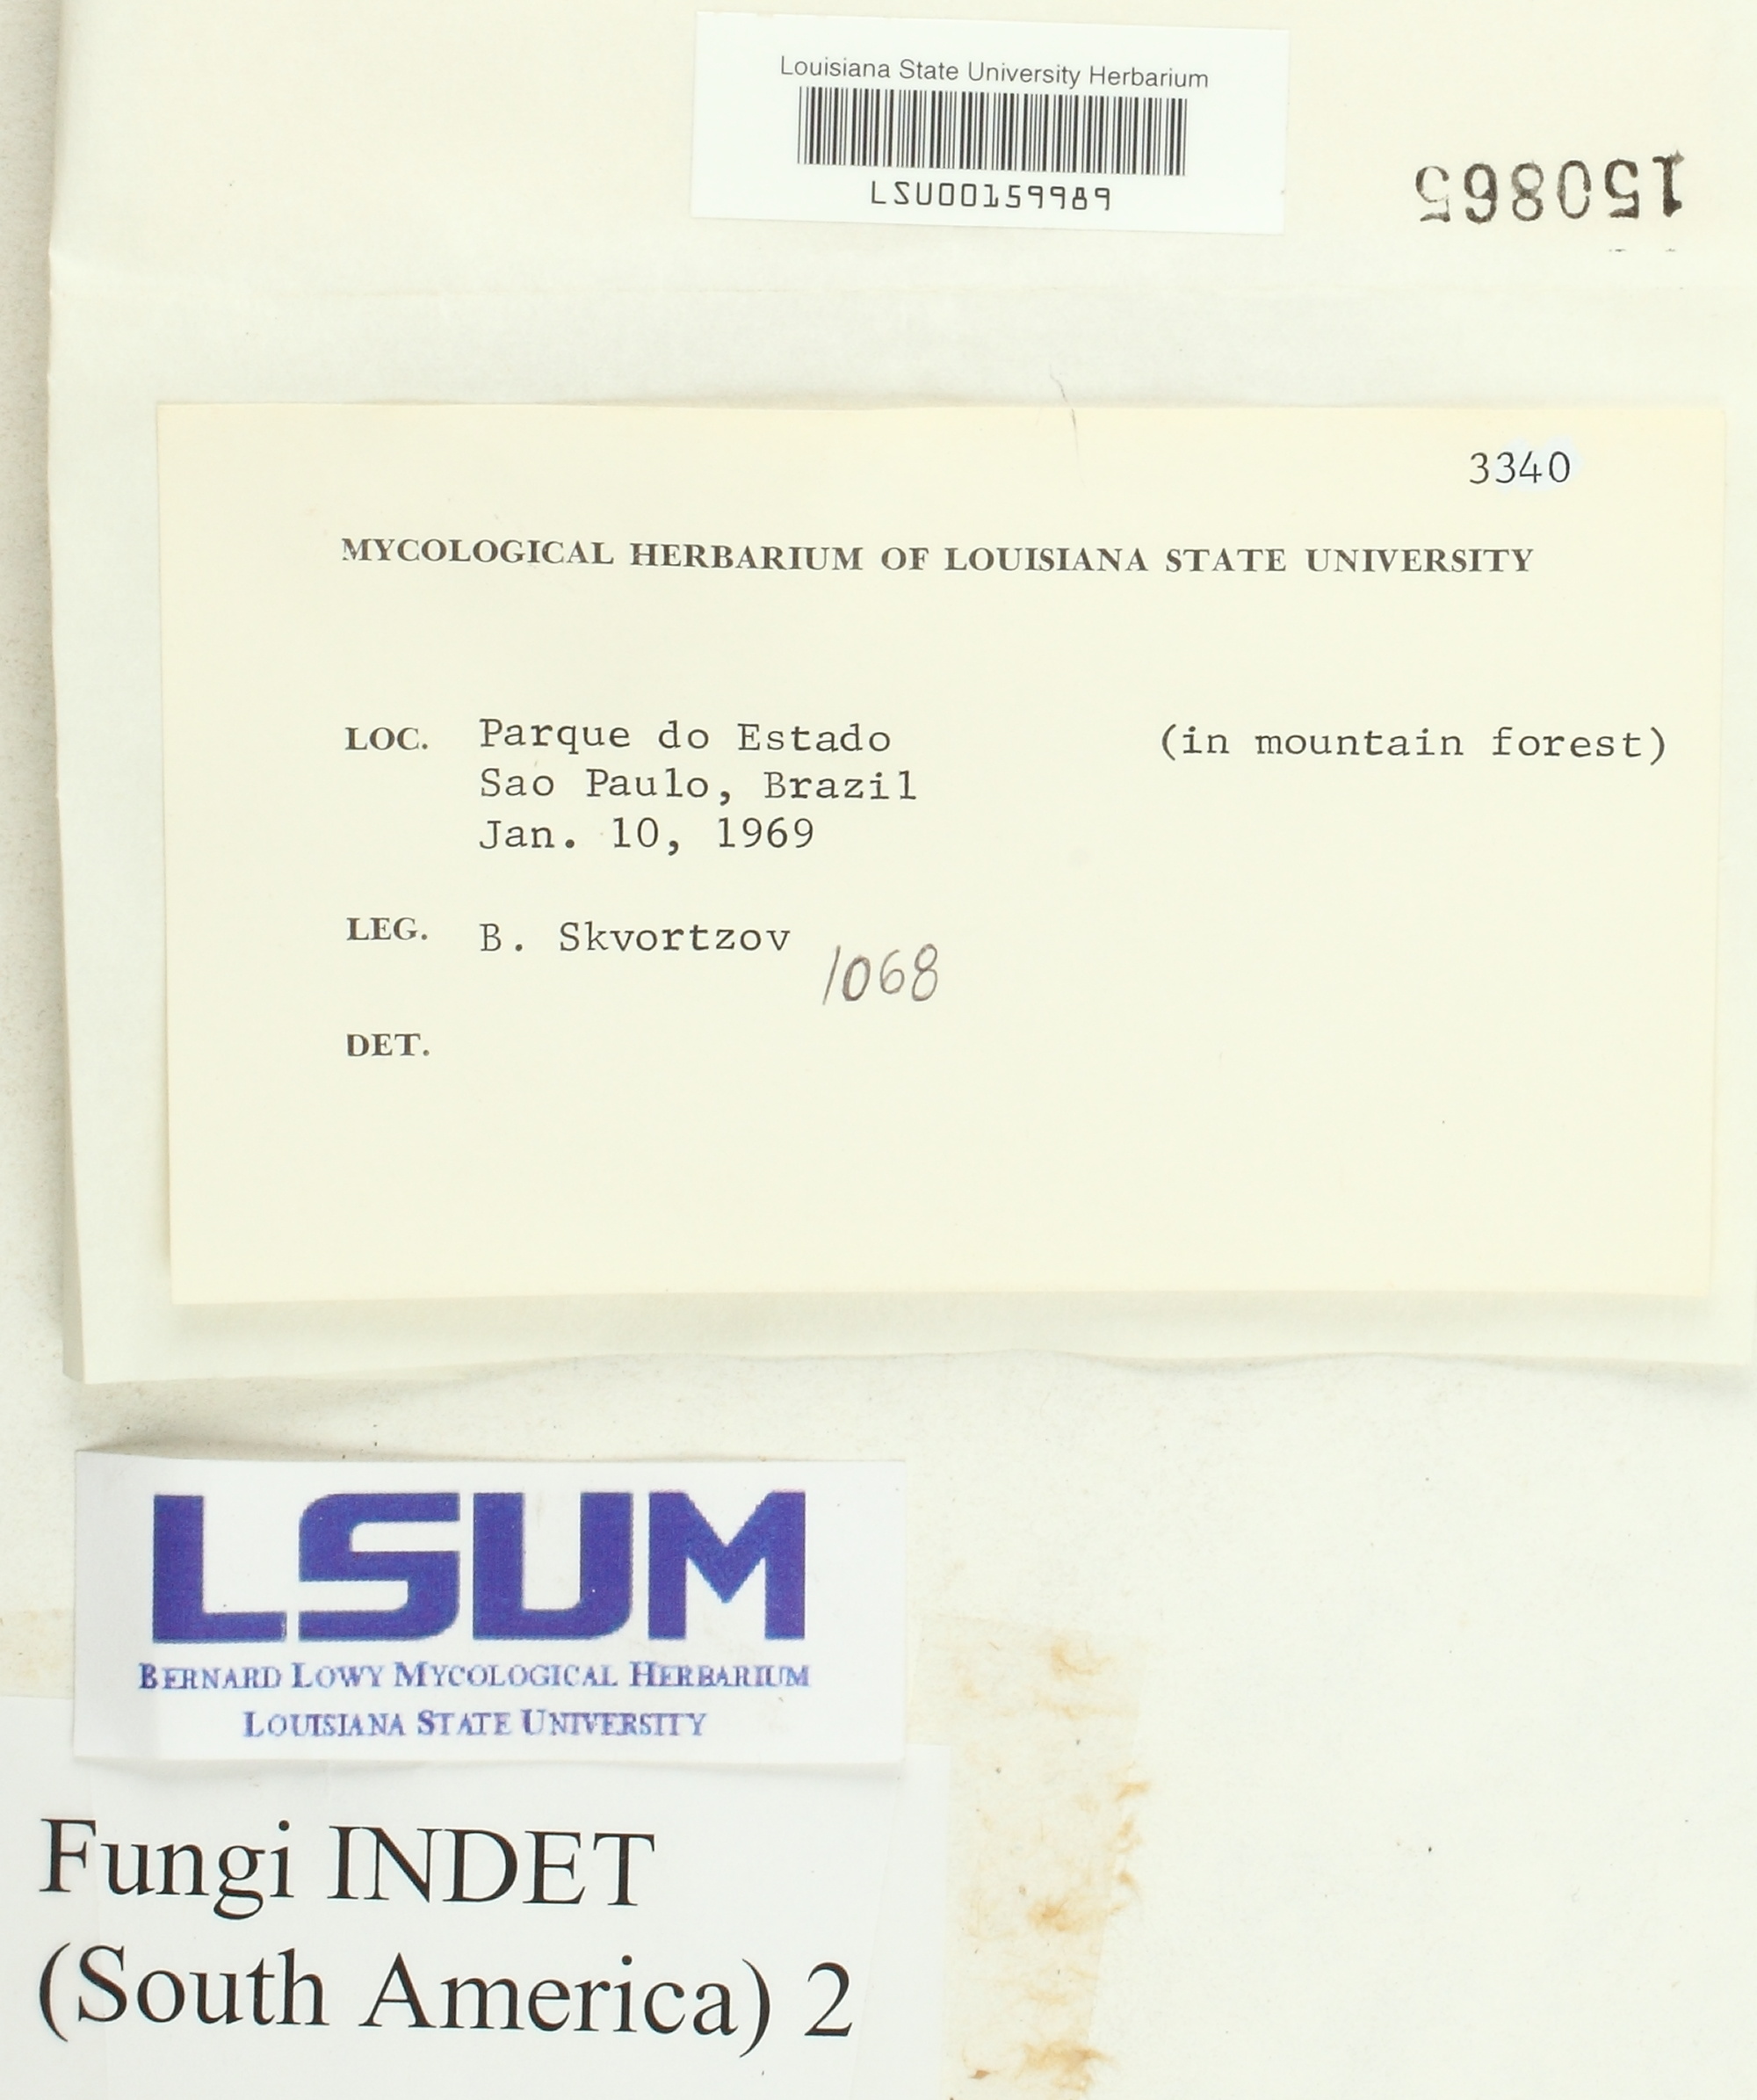 Louisiana State University Herbarium
LSU00159989
150865
3340
MYCOLOGICAL HERBARIUM OF LOUISIANA STATE UNIVERSITY
LOC. Parque do Estado (in mountain forest)
Sao Paulo, Brazil
Jan. 10, 1969
LEG. B. Skvortzov
1068
DET.
LSUM
BERNARD LOWY MYCOLOGICAL HERBARIUM
LOUISIANA STATE UNIVERSITY
Fungi INDET
(South America) 2